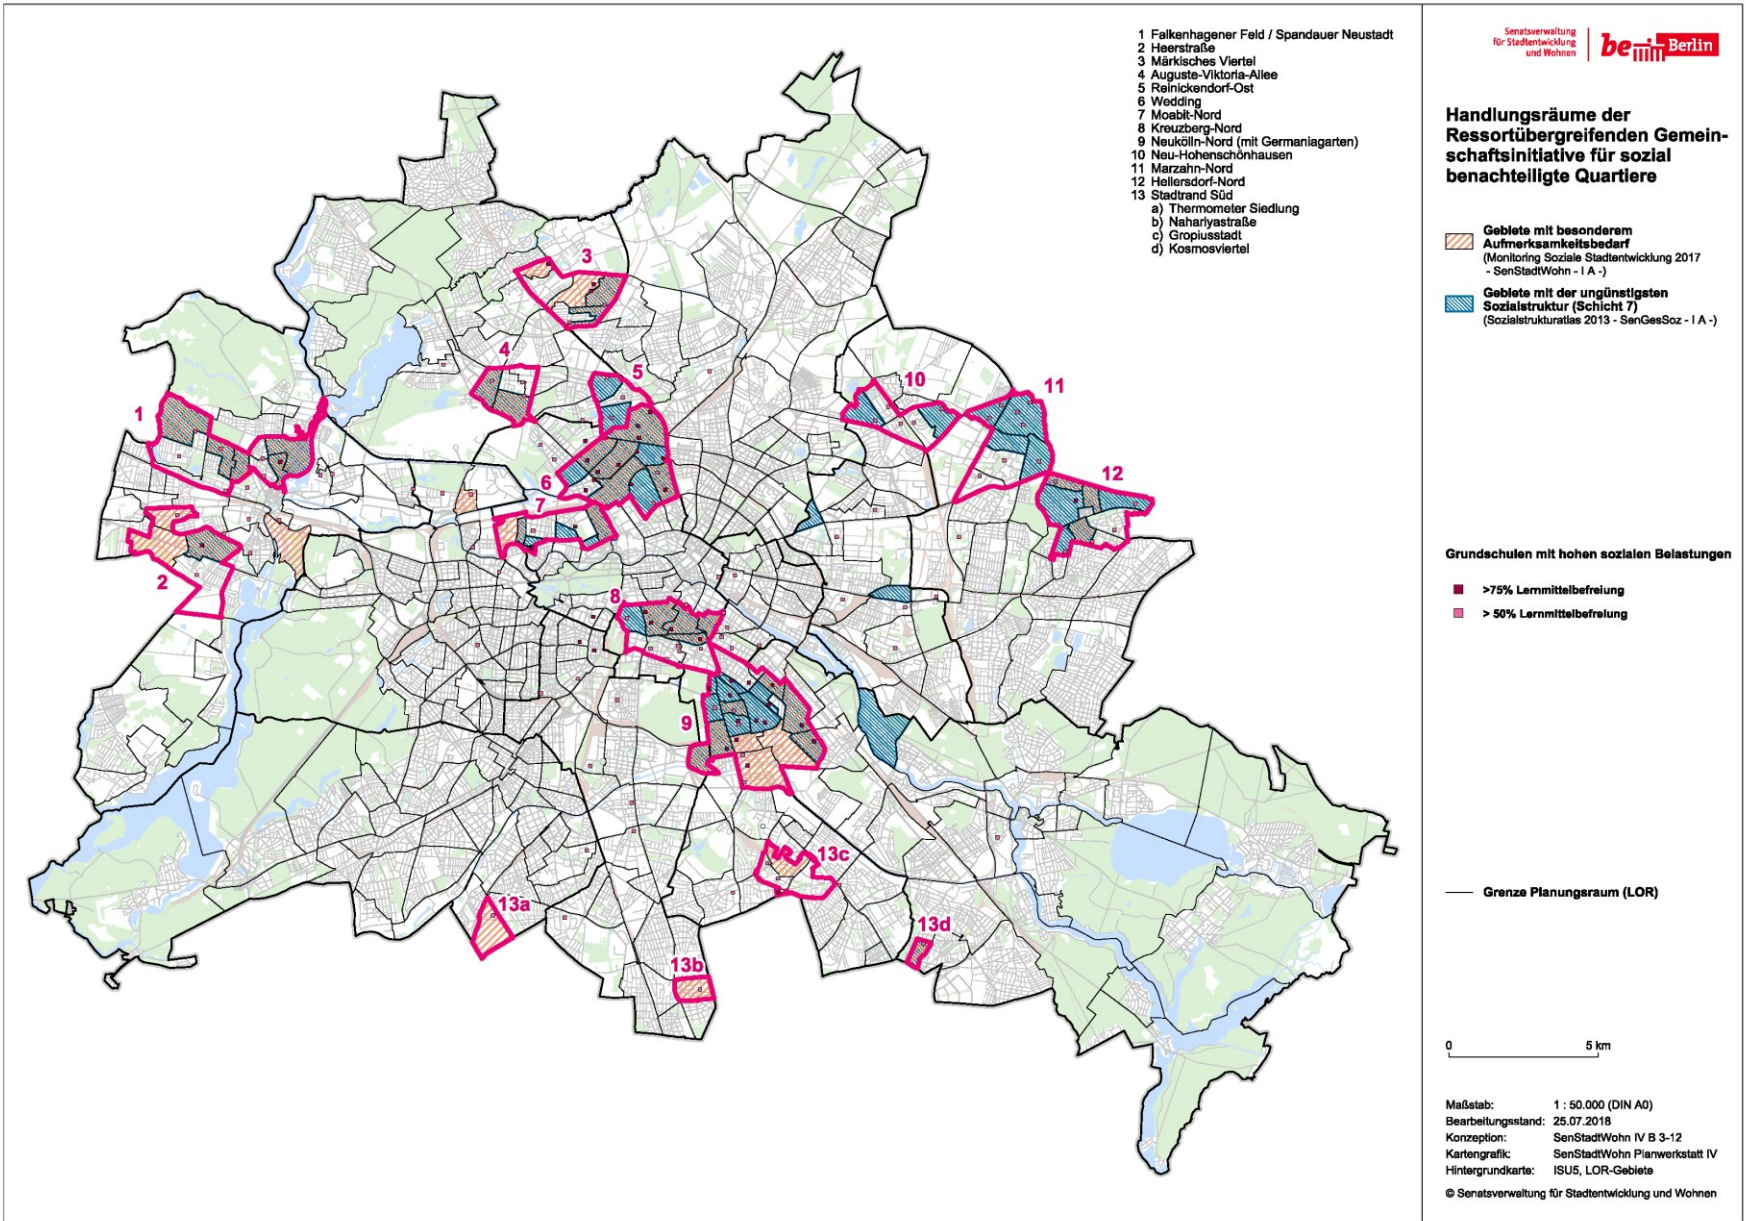 1 Falkenhagener Feld / Spandauer Neustadt
2 Heerstraße
3 Märkisches Viertel
4 Auguste-Viktoria-Allee
5 Reinickendorf-Ost
6 Wedding
7 Moabit-Nord
8 Kreuzberg-Nord
9 Neukölln-Nord (mit Germaniagarten)
10 Neu-Hohenschönhausen
11 Marzahn-Nord
12 Hellersdorf-Nord
13 Stadtrand Süd
a) Thermometer Siedlung
b) Nahariyastraße
c) Gropiusstadt
d) Kosmosviertel
3
4
5
10
11
1
12
6
7
2
8
9
13c
13a
13d
13b
Senatsverwaltung
für Stadtentwicklung
und Wohnen
be Berlin
Handlungsräume der
Ressortübergreifenden Gemein-
schaftsinitiative für sozial
benachteiligte Quartiere
Gebiete mit besonderem
Aufmerksamkeitsbedarf
(Monitoring Soziale Stadtentwicklung 2017
- SenStadtWohn - I A -)
Gebiete mit der ungünstigsten
Sozialstruktur (Schicht 7)
(Sozialstrukturatlas 2013 - SenGesSoz - I A -)
Grundschulen mit hohen sozialen Belastungen
>75% Lernmittelbefreiung
> 50% Lernmittelbefreiung
Grenze Planungsraum (LOR)
0 5 km
Maßstab: 1 : 50.000 (DIN A0)
Bearbeitungsstand: 25.07.2018
Konzeption: SenStadtWohn IV B 3-12
Kartengrafik: SenStadtWohn Planwerkstatt IV
Hintergrundkarte: ISU5, LOR-Gebiete
© Senatsverwaltung für Stadtentwicklung und Wohnen